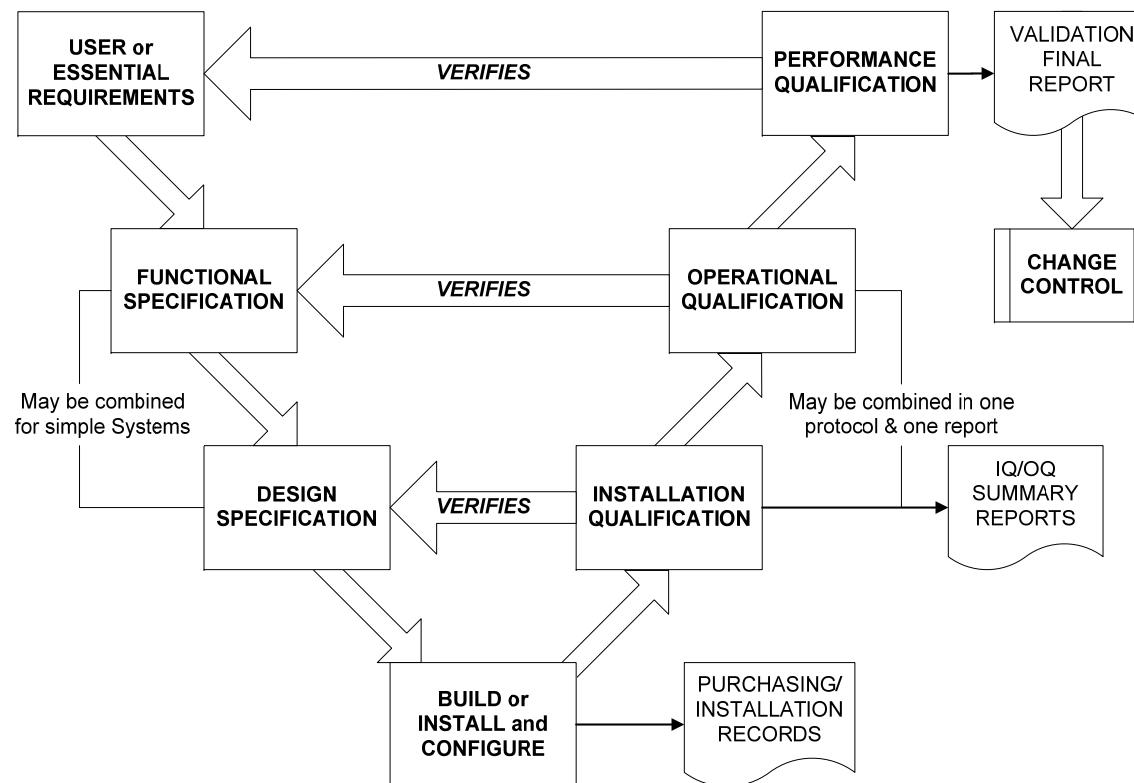 USER or
ESSENTIAL
REQUIREMENTS
VERIFIES
PERFORMANCE
QUALIFICATION
VALIDATION
FINAL
REPORT
FUNCTIONAL
SPECIFICATION
VERIFIES
OPERATIONAL
QUALIFICATION
CHANGE
CONTROL
May be combined
for simple Systems
May be combined in one
protocol & one report
DESIGN
SPECIFICATION
VERIFIES
INSTALLATION
QUALIFICATION
IQ/OQ
SUMMARY
REPORTS
BUILD or
INSTALL and
CONFIGURE
PURCHASING/
INSTALLATION
RECORDS